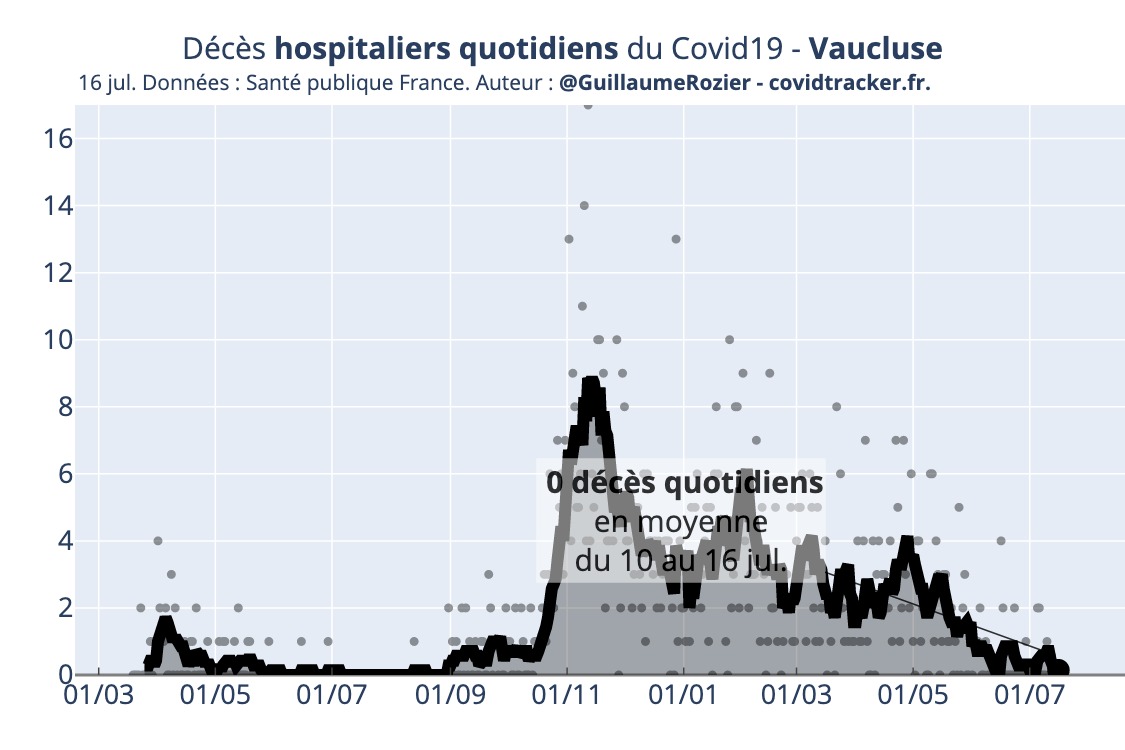 Décès hospitaliers quotidiens du Covid19 - Vaucluse
16 jul. Données : Santé publique France. Auteur : @GuillaumeRozier - covidtracker.fr.
16
14
12
10
8
6
4
2
0
0 décès quotidiens
en moyenne
du 10 au 16 jul.
01/03 01/05 01/07 01/09 01/11 01/01 01/03 01/05 01/07